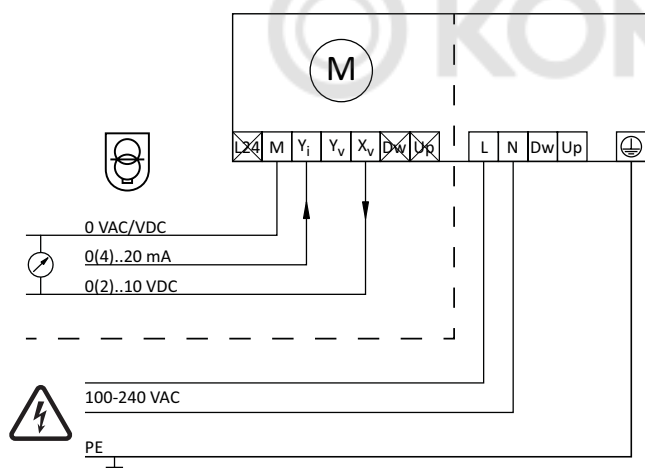 KON
M
L24 M Yi Yv Xv Dw Up L N Dw Up
0 VAC/VDC
0(4)..20 mA
0(2)..10 VDC
100-240 VAC
PE